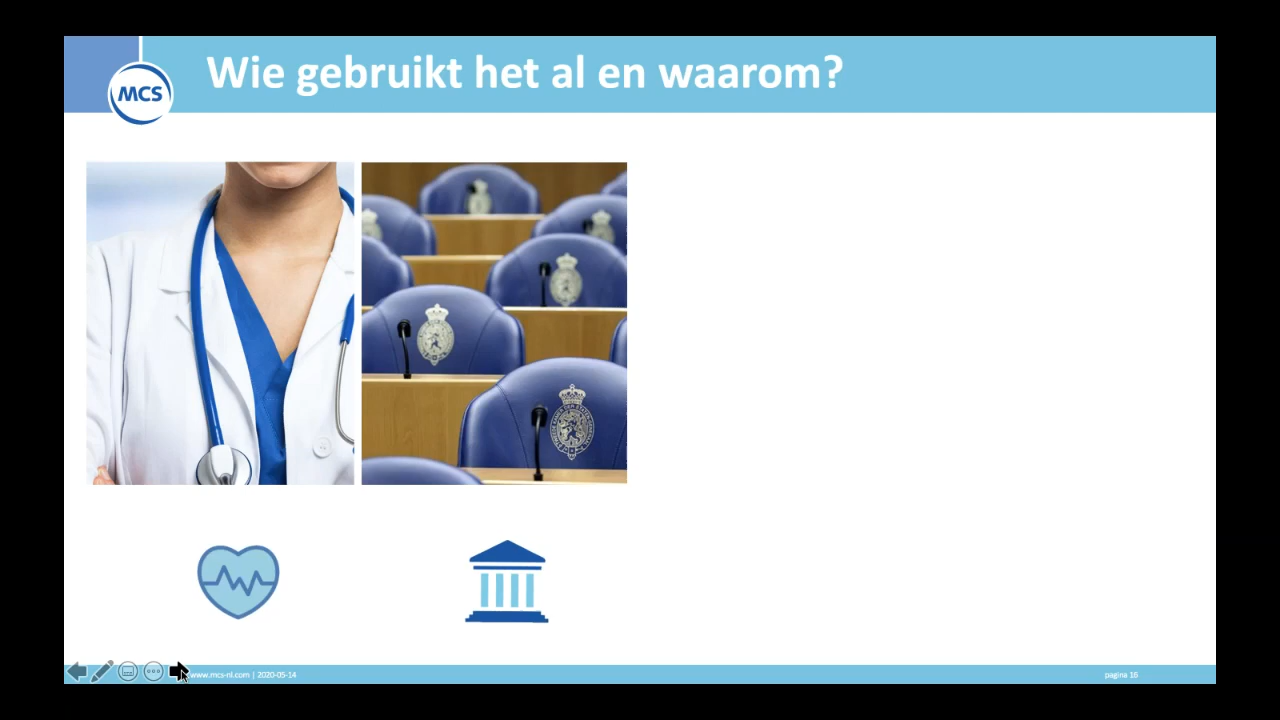 Wie gebruikt het al en waarom?
MCS
www.mcs-nl.com | 2020-05-14
pagina 16